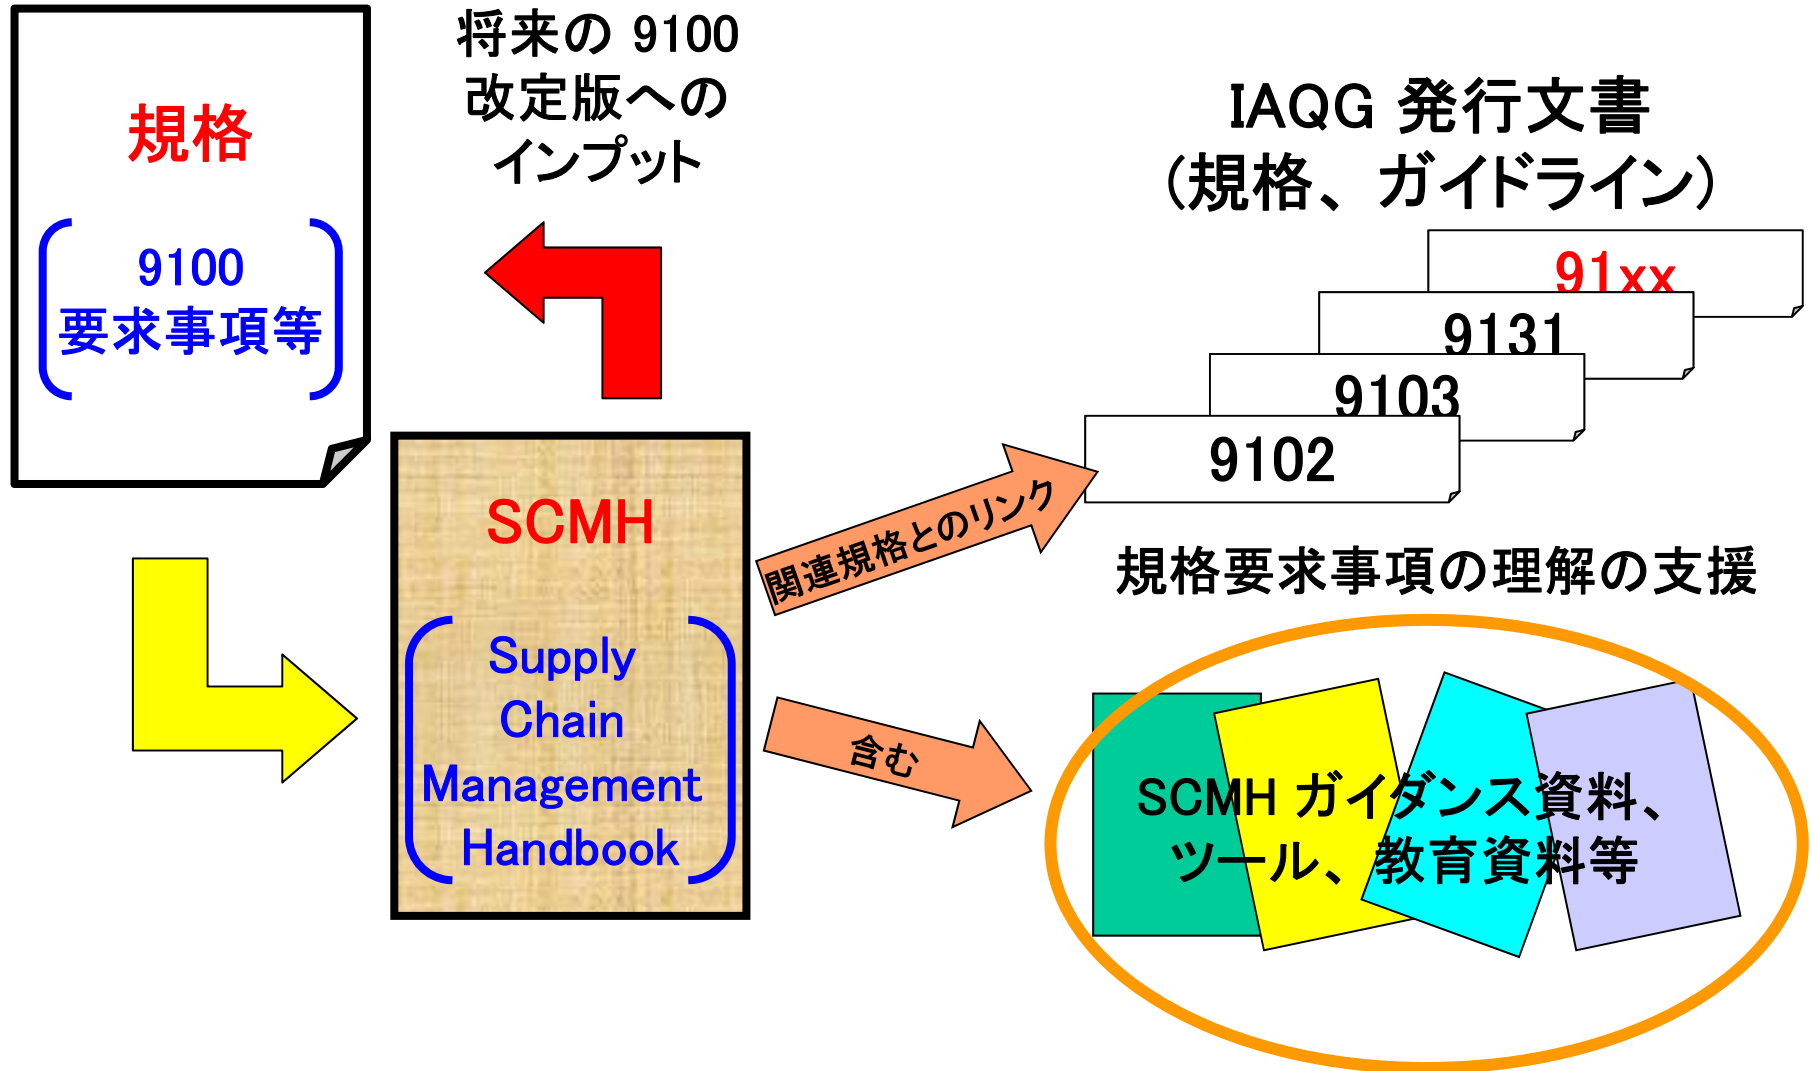 規格
9100
要求事項等
将来の 9100
改定版への
インプット
IAQG 発行文書
(規格、ガイドライン)
91xx
9131
9103
9102
SCMH
Supply
Chain
Management
Handbook
関連規格とのリンク
含む
規格要求事項の理解の支援
SCMH ガイダンス資料、
ツール、教育資料等